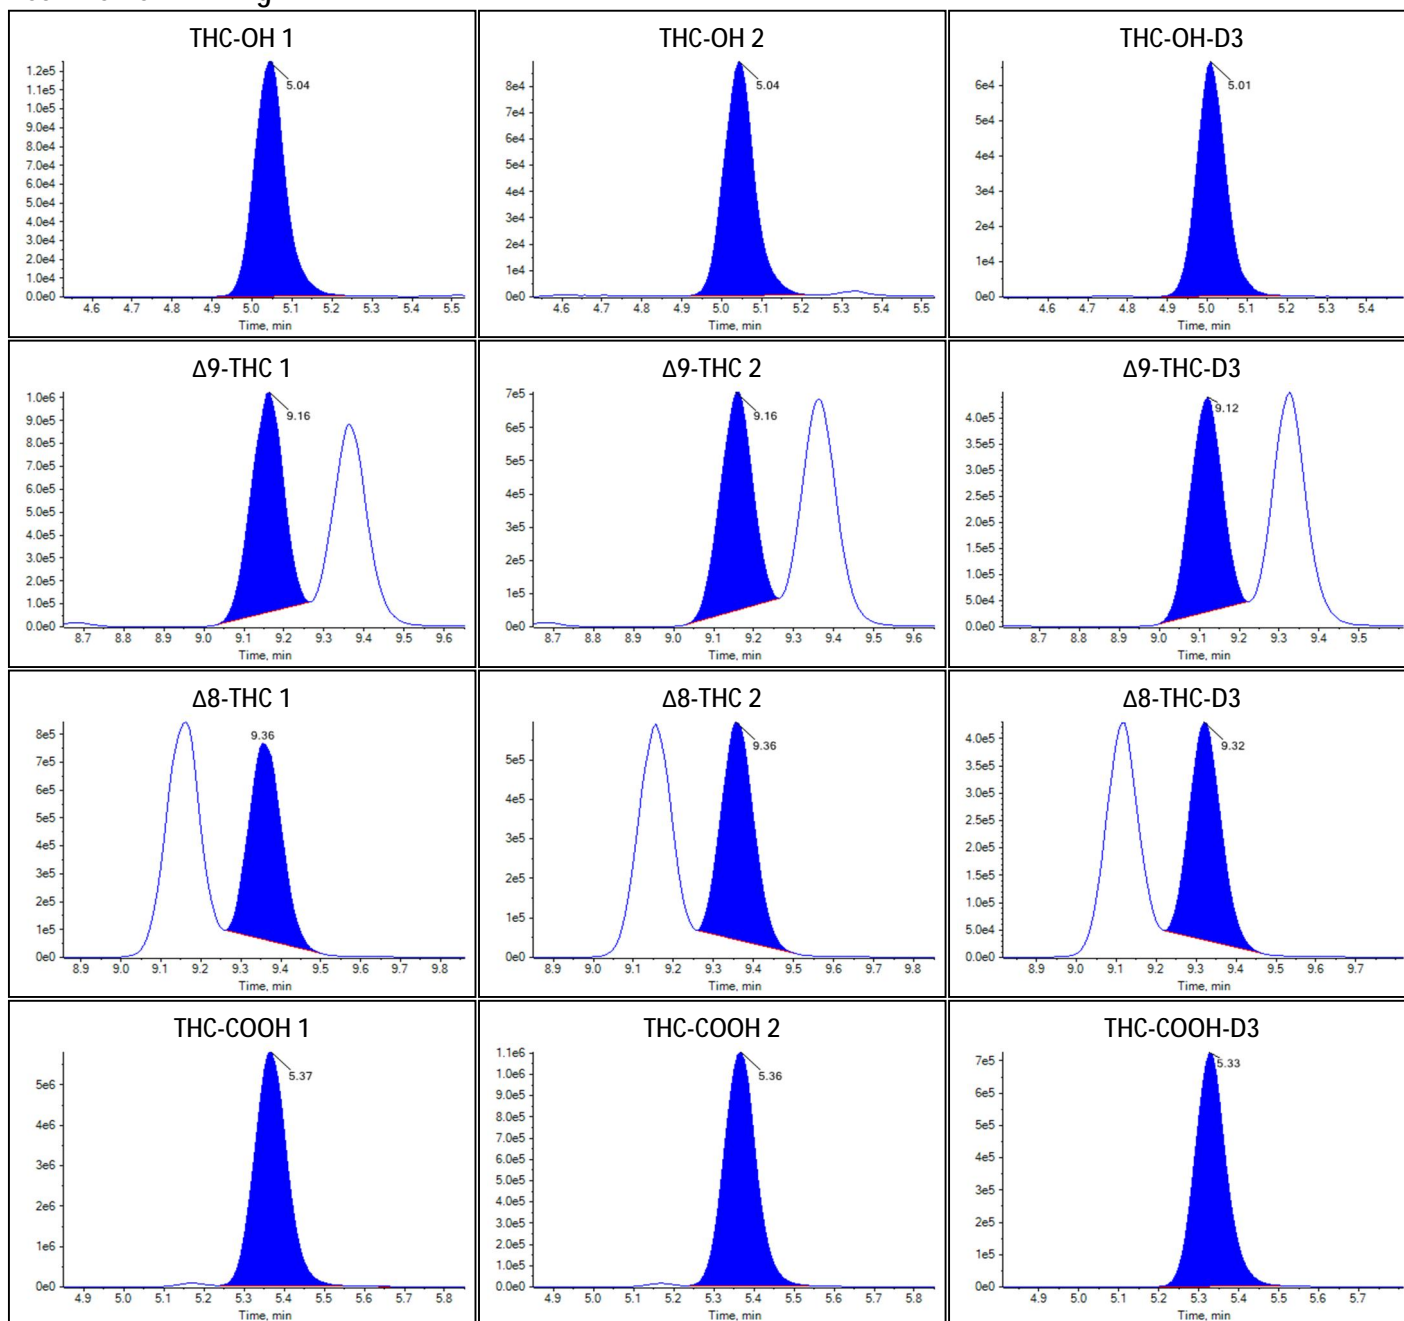 THC-OH 1
1.2e5
1.1e5
1.0e5
9.0e4
8.0e4
7.0e4
6.0e4
5.0e4
4.0e4
3.0e4
2.0e4
1.0e4
0.0e0
5.04
4.6 4.7 4.8 4.9 5.0 5.1 5.2 5.3 5.4 5.5
Time, min
THC-OH 2
8e4
7e4
6e4
5e4
4e4
3e4
2e4
1e4
0e0
5.04
4.6 4.7 4.8 4.9 5.0 5.1 5.2 5.3 5.4 5.5
Time, min
THC-OH-D3
6e4
5e4
4e4
3e4
2e4
1e4
0e0
5.01
4.6 4.7 4.8 4.9 5.0 5.1 5.2 5.3 5.4
Time, min
Δ9-THC 1
1.0e6
9.0e5
8.0e5
7.0e5
6.0e5
5.0e5
4.0e5
3.0e5
2.0e5
1.0e5
0.0e0
9.16
8.7 8.8 8.9 9.0 9.1 9.2 9.3 9.4 9.5 9.6
Time, min
Δ9-THC 2
7e5
6e5
5e5
4e5
3e5
2e5
1e5
0e0
9.16
8.7 8.8 8.9 9.0 9.1 9.2 9.3 9.4 9.5 9.6
Time, min
Δ9-THC-D3
4.0e5
3.5e5
3.0e5
2.5e5
2.0e5
1.5e5
1.0e5
5.0e4
0.0e0
9.12
8.7 8.8 8.9 9.0 9.1 9.2 9.3 9.4 9.5
Time, min
Δ8-THC 1
8e5
7e5
6e5
5e5
4e5
3e5
2e5
1e5
0e0
9.36
8.9 9.0 9.1 9.2 9.3 9.4 9.5 9.6 9.7 9.8
Time, min
Δ8-THC 2
5e5
4e5
3e5
2e5
1e5
0e0
9.36
8.9 9.0 9.1 9.2 9.3 9.4 9.5 9.6 9.7 9.8
Time, min
Δ8-THC-D3
4.0e5
3.5e5
3.0e5
2.5e5
2.0e5
1.5e5
1.0e5
5.0e4
0.0e0
9.32
8.9 9.0 9.1 9.2 9.3 9.4 9.5 9.6 9.7
Time, min
THC-COOH 1
5e6
4e6
3e6
2e6
1e6
0e0
5.37
4.9 5.0 5.1 5.2 5.3 5.4 5.5 5.6 5.7 5.8
Time, min
THC-COOH 2
1.1e6
1.0e6
9.0e5
8.0e5
7.0e5
6.0e5
5.0e5
4.0e5
3.0e5
2.0e5
1.0e5
0.0e0
5.36
4.9 5.0 5.1 5.2 5.3 5.4 5.5 5.6 5.7 5.8
Time, min
THC-COOH-D3
7e5
6e5
5e5
4e5
3e5
2e5
1e5
0e0
5.33
4.9 5.0 5.1 5.2 5.3 5.4 5.5 5.6 5.7
Time, min